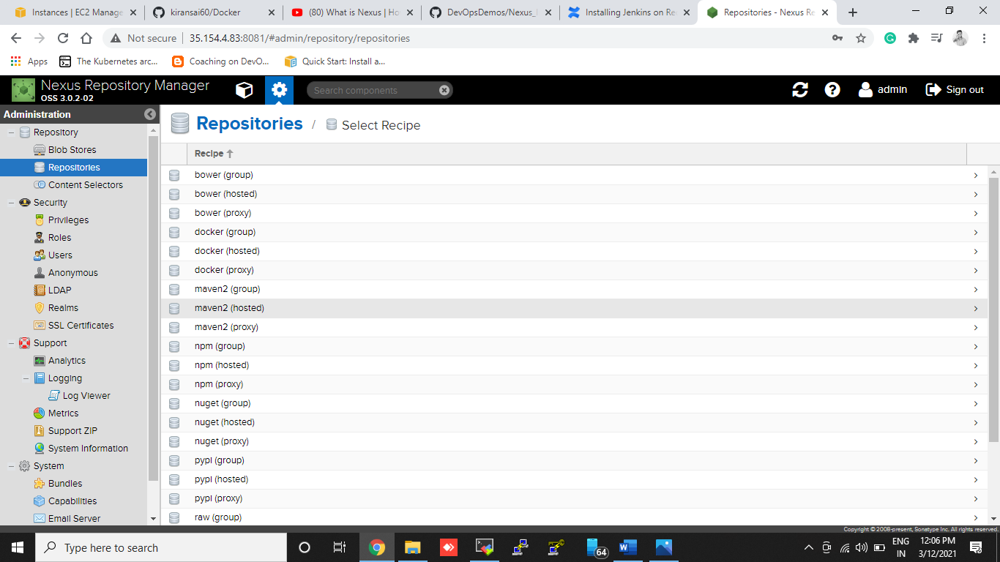 Instances | EC2 Manage
kiransai60/Docker
(80) What is Nexus | Ho
DevOpsDemos/Nexus_
Installing Jenkins on Re
Repositories - Nexus Re
Not secure
35.154.4.83:8081/#admin/repository/repositories
Apps
The Kubernetes arc...
Coaching on DevO...
Quick Start: Install a...
Nexus Repository Manager
OSS 3.0.2-02
Search components
admin
Sign out
Administration
Repository
Blob Stores
Repositories
Content Selectors
Security
Privileges
Roles
Users
Anonymous
LDAP
Realms
SSL Certificates
Support
Analytics
Logging
Log Viewer
Metrics
Support ZIP
System Information
System
Bundles
Capabilities
Email Server
Repositories / Select Recipe
Recipe
bower (group)
bower (hosted)
bower (proxy)
docker (group)
docker (hosted)
docker (proxy)
maven2 (group)
maven2 (hosted)
maven2 (proxy)
npm (group)
npm (hosted)
npm (proxy)
nuget (group)
nuget (hosted)
nuget (proxy)
pypi (group)
pypi (hosted)
pypi (proxy)
raw (group)
Copyright © 2008-present, Sonatype Inc. All rights reserved.
Type here to search
64
ENG
IN
12:06 PM
3/12/2021